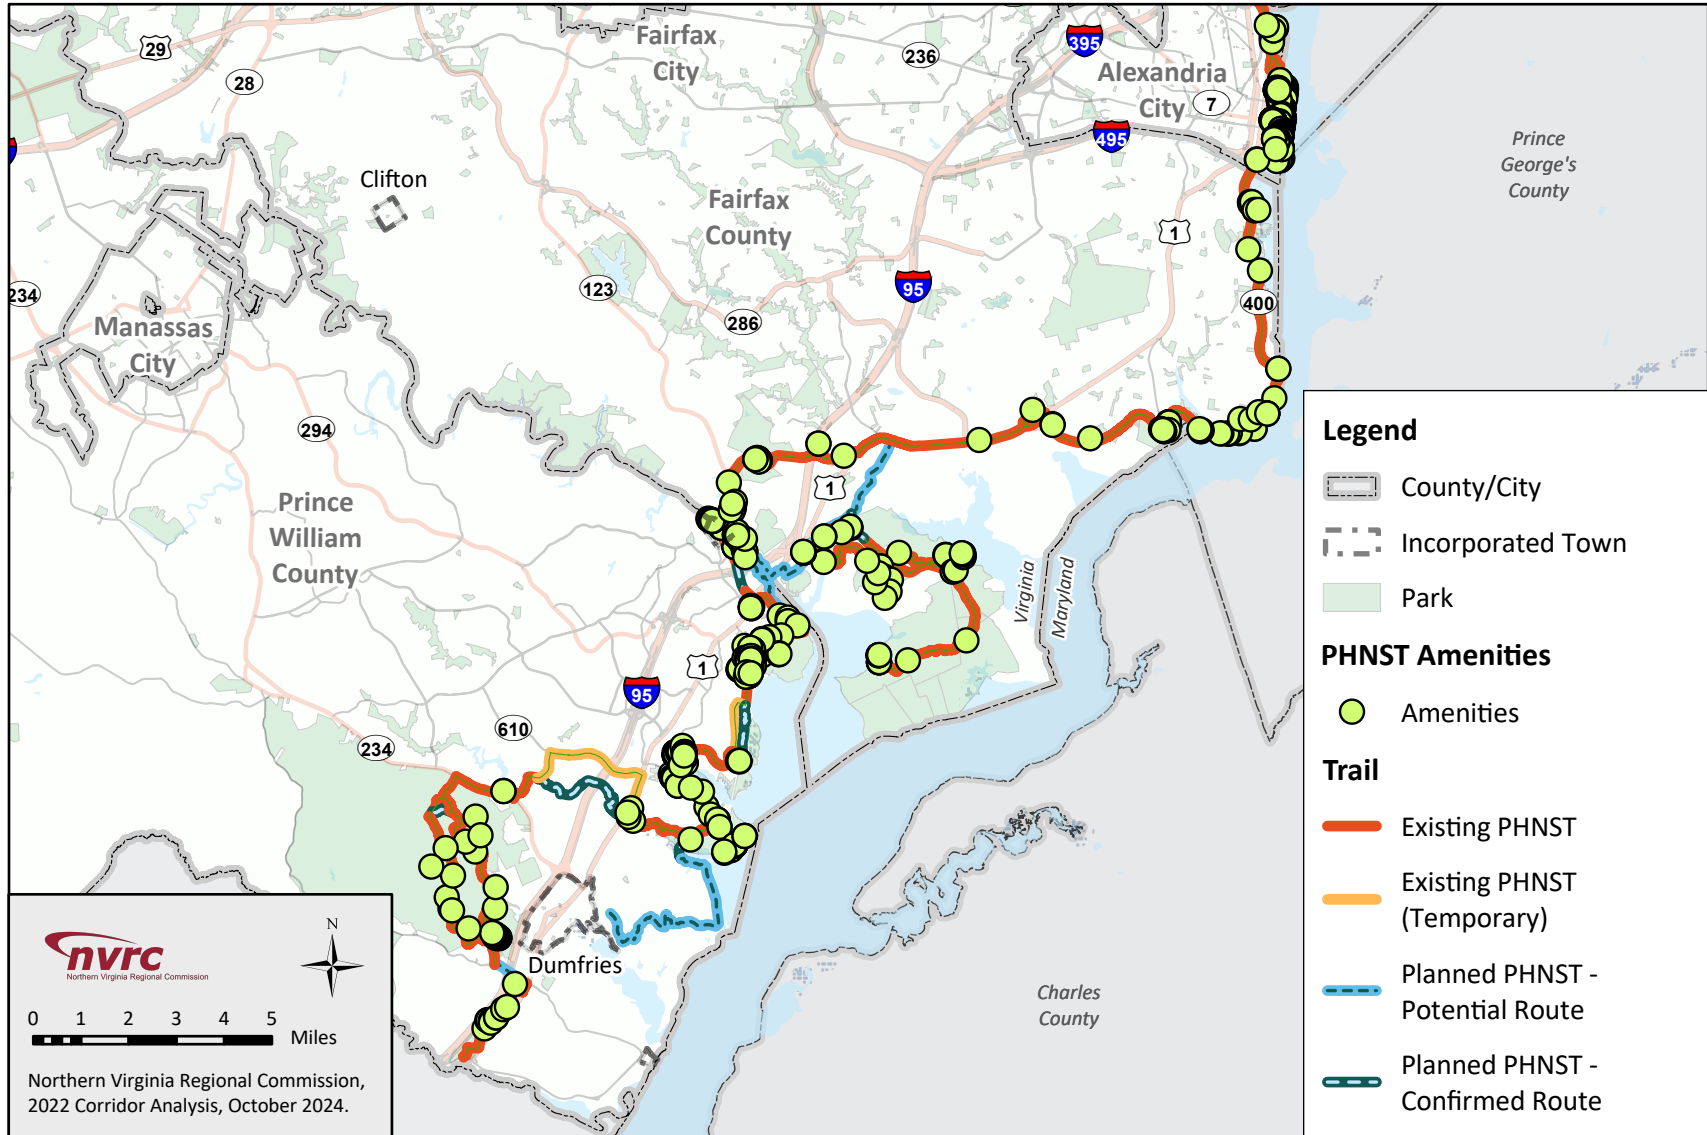 Fairfax
City
29
28
236
395
Alexandria
City
7
495
Prince
George's
County
Clifton
Fairfax
County
1
234
123
95
400
286
Manassas
City
294
Prince
William
County
1
Virginia
Maryland
1
95
610
234
Dumfries
Charles
County
Legend
County/City
Incorporated Town
Park
PHNST Amenities
Amenities
Trail
Existing PHNST
Existing PHNST
(Temporary)
Planned PHNST -
Potential Route
Planned PHNST -
Confirmed Route
nvrc
Northern Virginia Regional Commission
N
0 1 2 3 4 5
Miles
Northern Virginia Regional Commission,
2022 Corridor Analysis, October 2024.